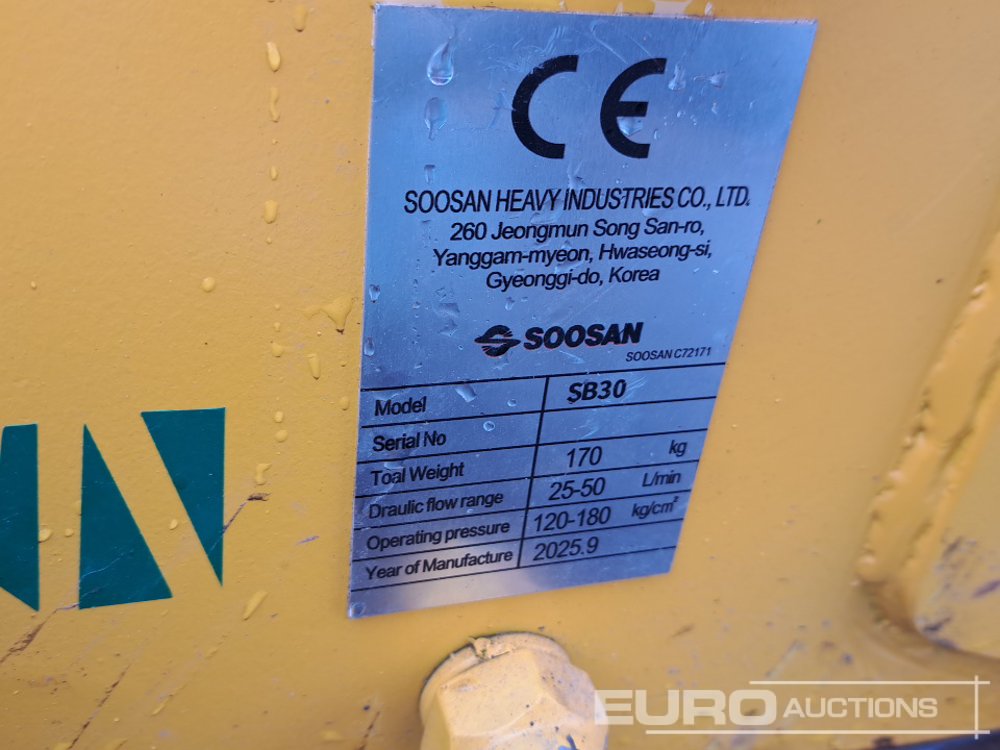 CE
SOOSAN HEAVY INDUSTRIES CO., LTD.
260 Jeongmun Song San-ro,
Yanggam-myeon, Hwaseong-si,
Gyeonggi-do, Korea
SOOSAN
SOOSAN C72171
Model SB30
Serial No
Toal Weight 170 kg
Draulic flow range 25-50 L/min
Operating pressure 120-180 kg/cm²
Year of Manufacture 2025.9
EURO AUCTIONS